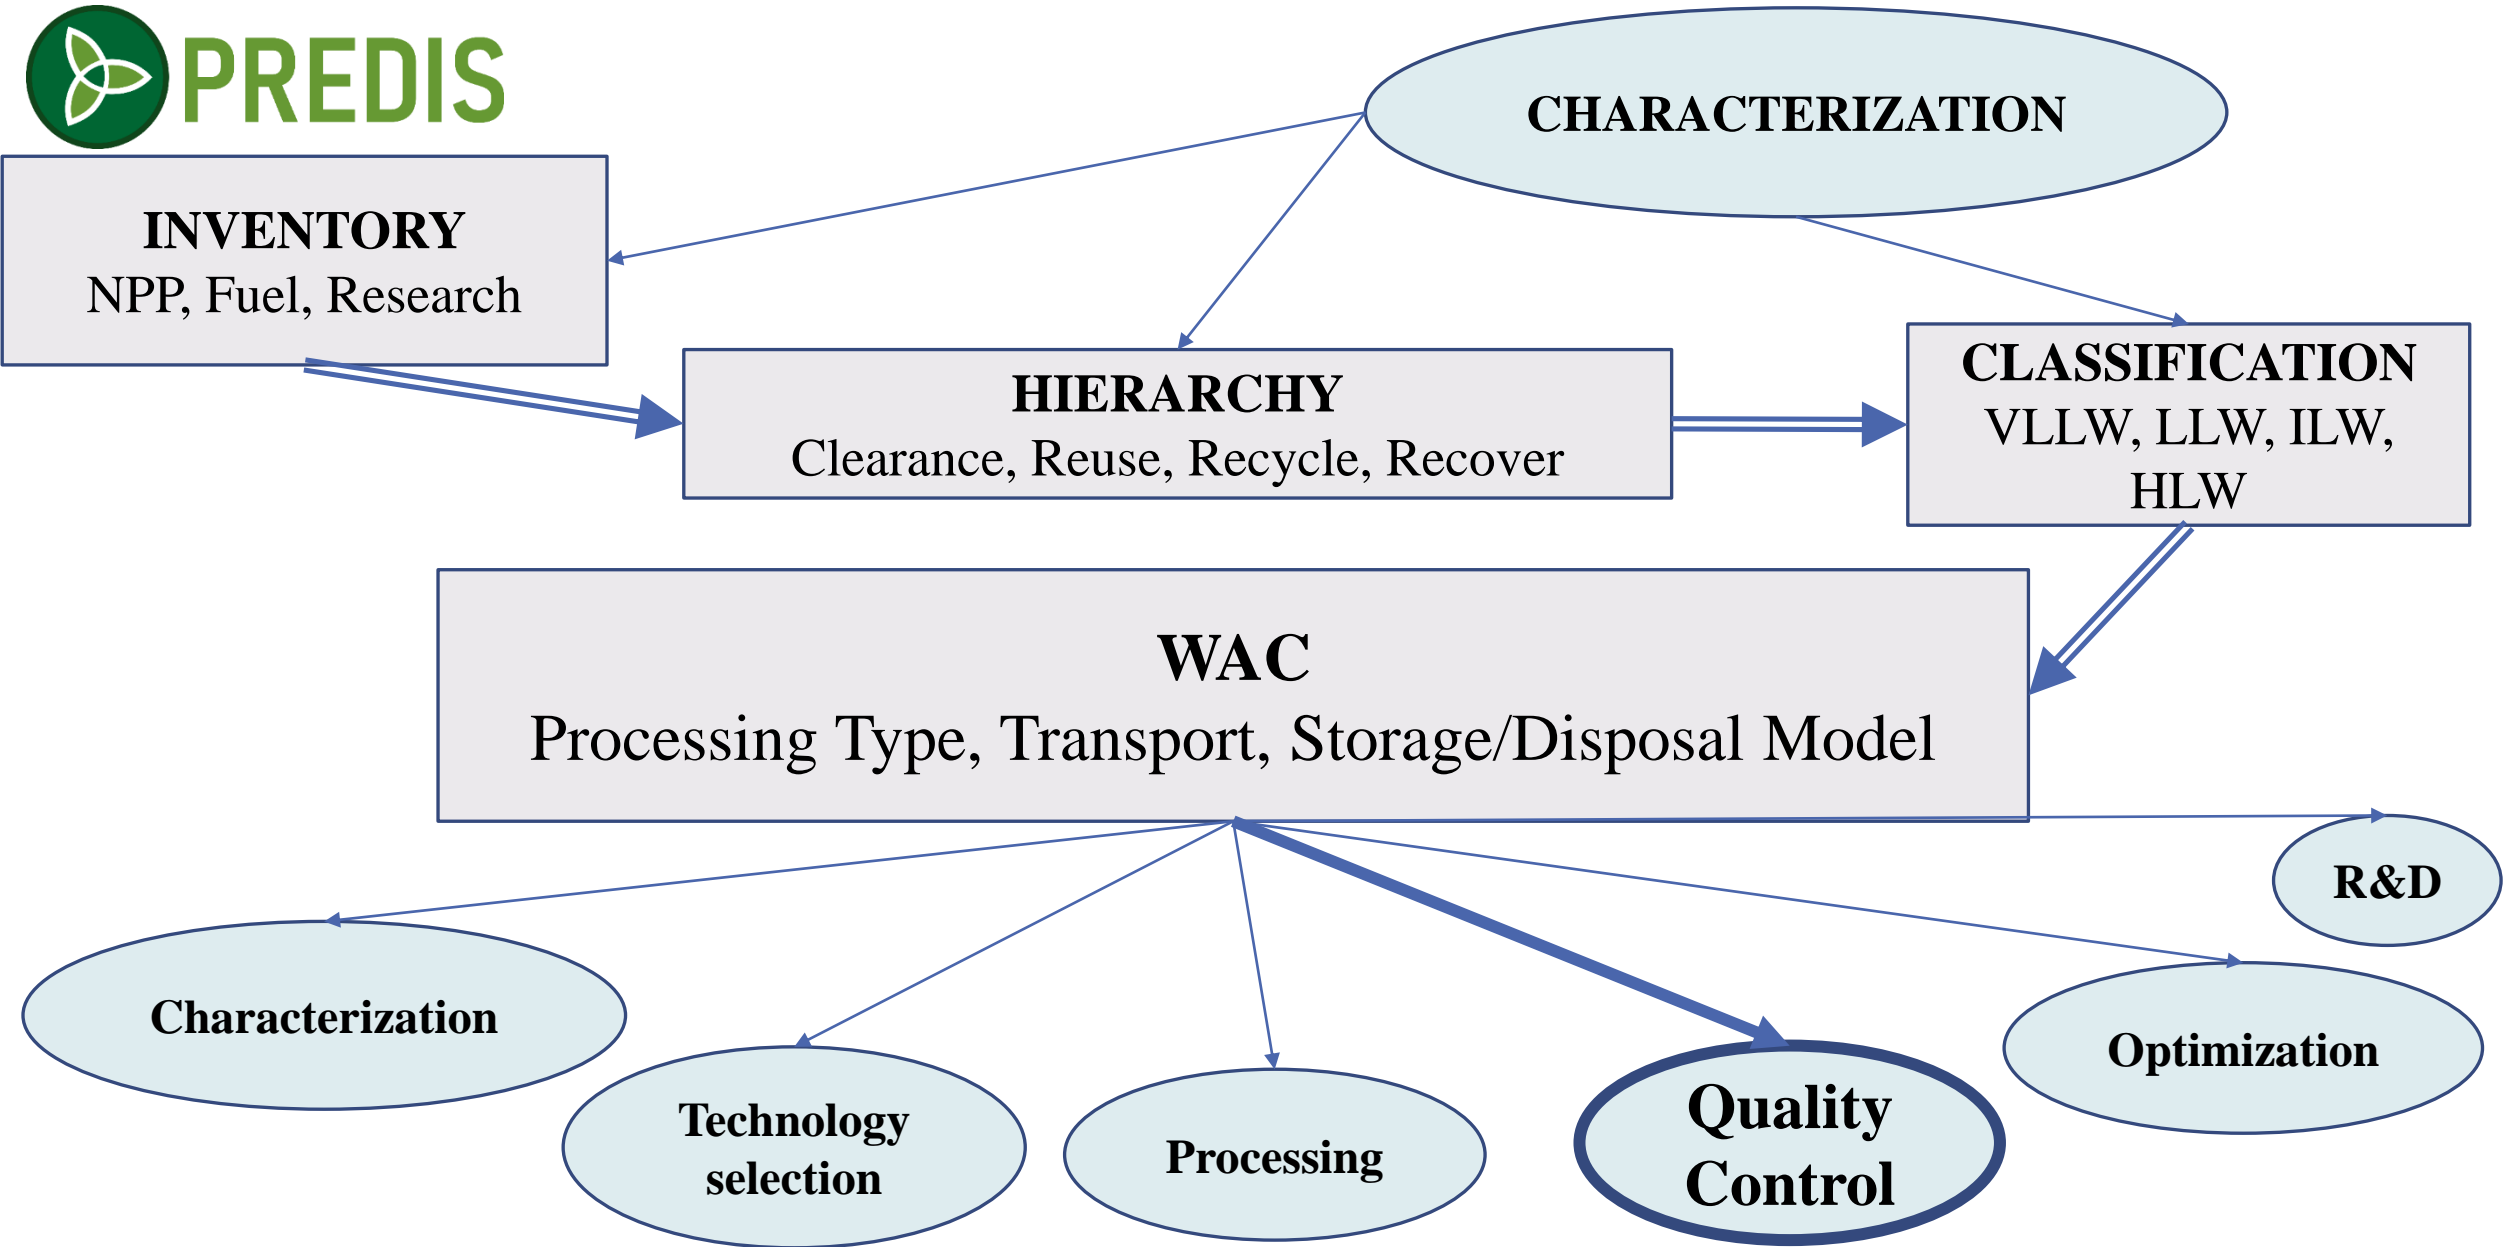 PREDIS
CHARACTERIZATION
INVENTORY
NPP, Fuel, Research
HIERARCHY
Clearance, Reuse, Recycle, Recover
CLASSIFICATION
VLLW, LLW, ILW,
HLW
WAC
Processing Type, Transport, Storage/Disposal Model
R&D
Characterization
Technology
selection
Processing
Quality
Control
Optimization